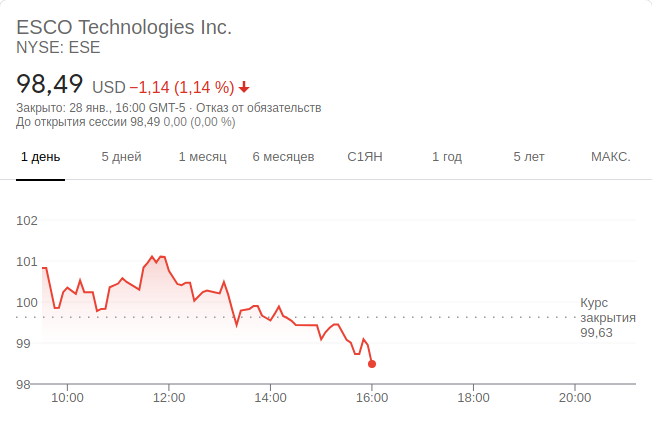 ESCO Technologies Inc.
NYSE: ESE
98,49 USD −1,14 (1,14 %)
Закрыто: 28 янв., 16:00 GMT-5 · Отказ от обязательств
До открытия сессии 98,49 0,00 (0,00 %)
1 день 5 дней 1 месяц 6 месяцев С1ЯН 1 год 5 лет МАКС.
102
101
100
Курс
закрытия
99,63
99
98
10:00 12:00 14:00 16:00 18:00 20:00